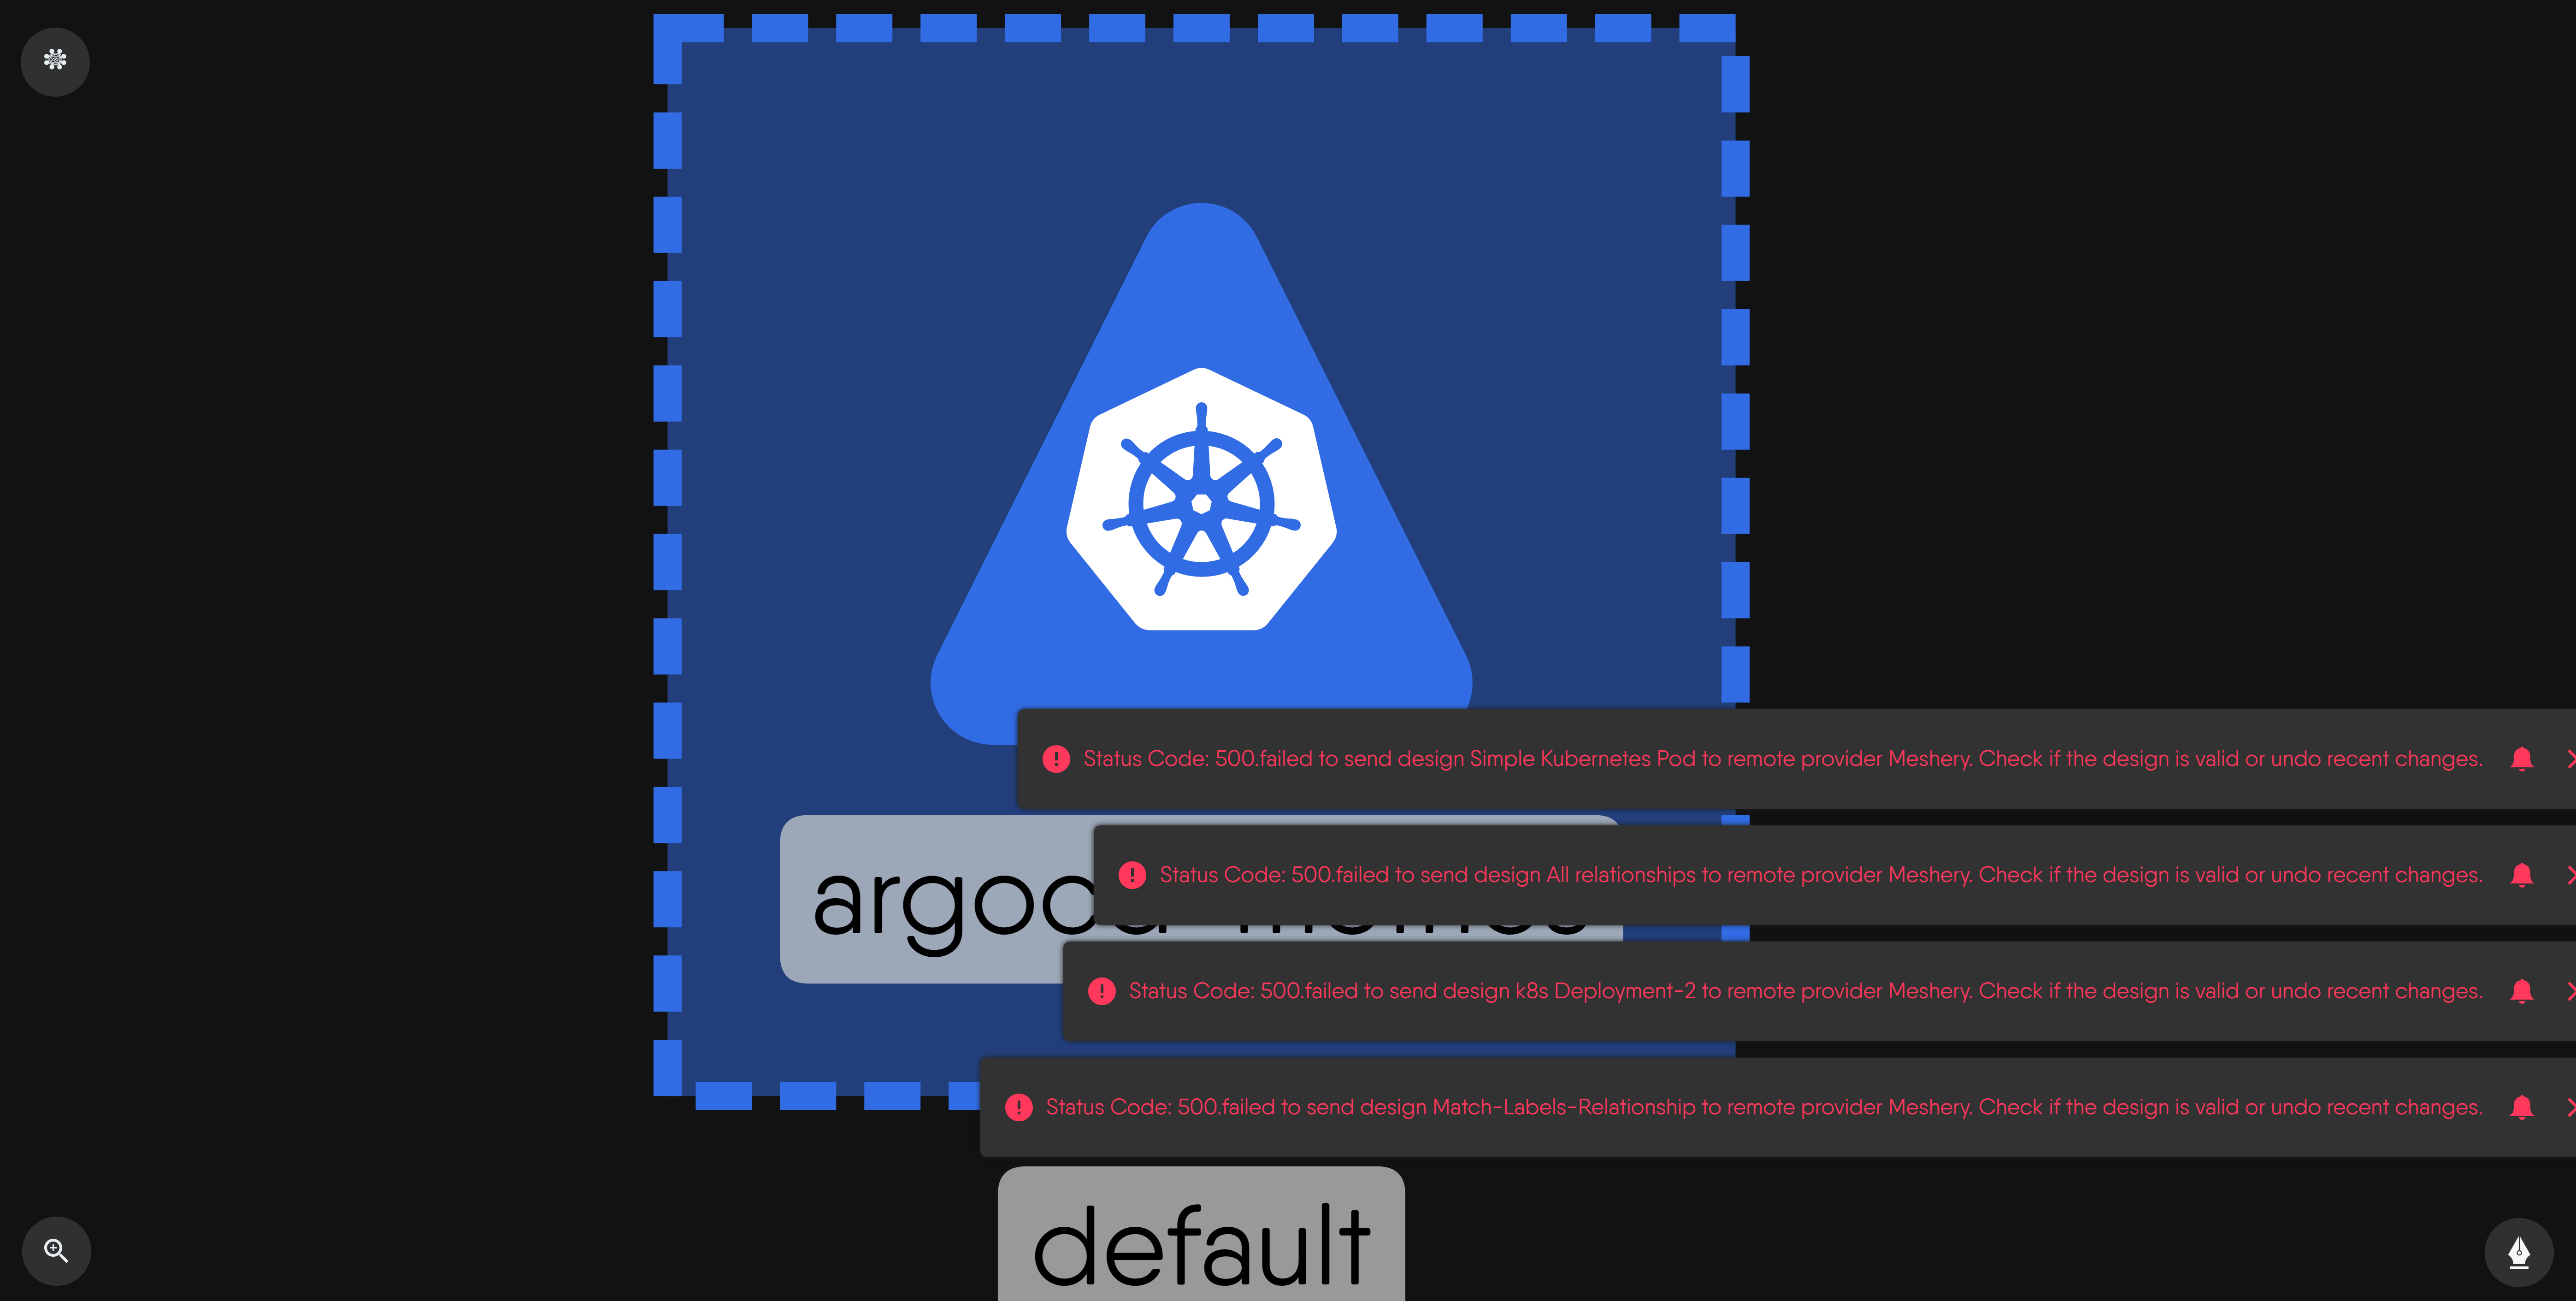 Status Code: 500.failed to send design Simple Kubernetes Pod to remote provider Meshery. Check if the design is valid or undo recent changes.
Status Code: 500.failed to send design All relationships to remote provider Meshery. Check if the design is valid or undo recent changes.
Status Code: 500.failed to send design k8s Deployment-2 to remote provider Meshery. Check if the design is valid or undo recent changes.
Status Code: 500.failed to send design Match-Labels-Relationship to remote provider Meshery. Check if the design is valid or undo recent changes.
default